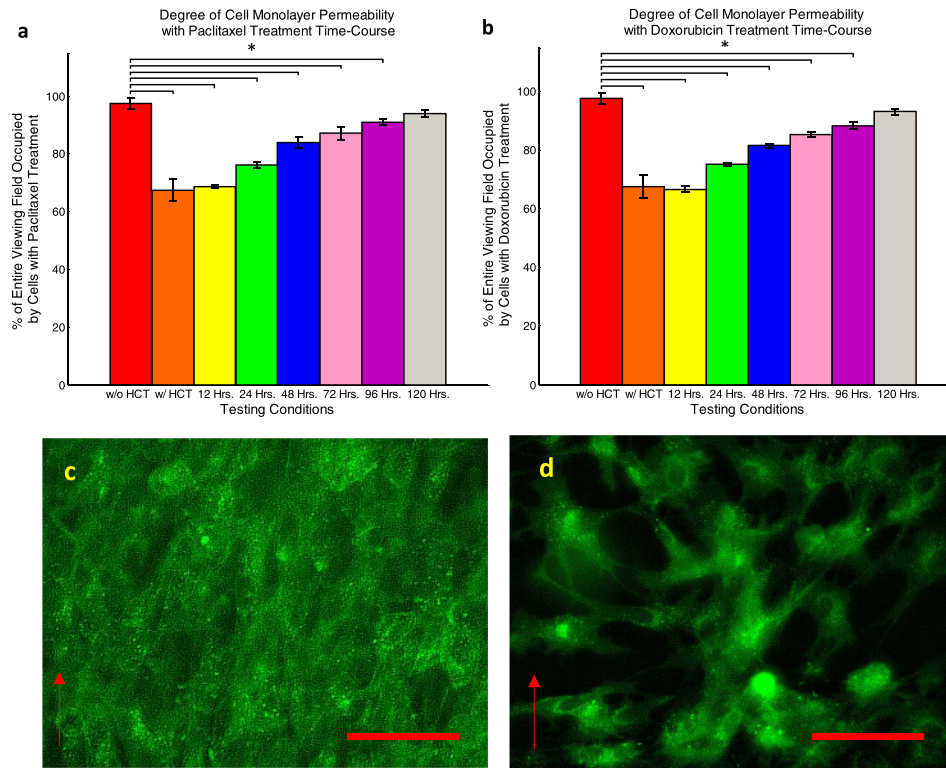 a
Degree of Cell Monolayer Permeability
with Paclitaxel Treatment Time-Course
*
% of Entire Viewing Field Occupied
by Cells with Paclitaxel Treatment
100
80
60
40
20
0
w/o HCT w/ HCT 12 Hrs. 24 Hrs. 48 Hrs. 72 Hrs. 96 Hrs. 120 Hrs.
Testing Conditions
b
Degree of Cell Monolayer Permeability
with Doxorubicin Treatment Time-Course
*
% of Entire Viewing Field Occupied
by Cells with Doxorubicin Treatment
100
80
60
40
20
0
w/o HCT w/ HCT 12 Hrs. 24 Hrs. 48 Hrs. 72 Hrs. 96 Hrs. 120 Hrs.
Testing Conditions
c
d